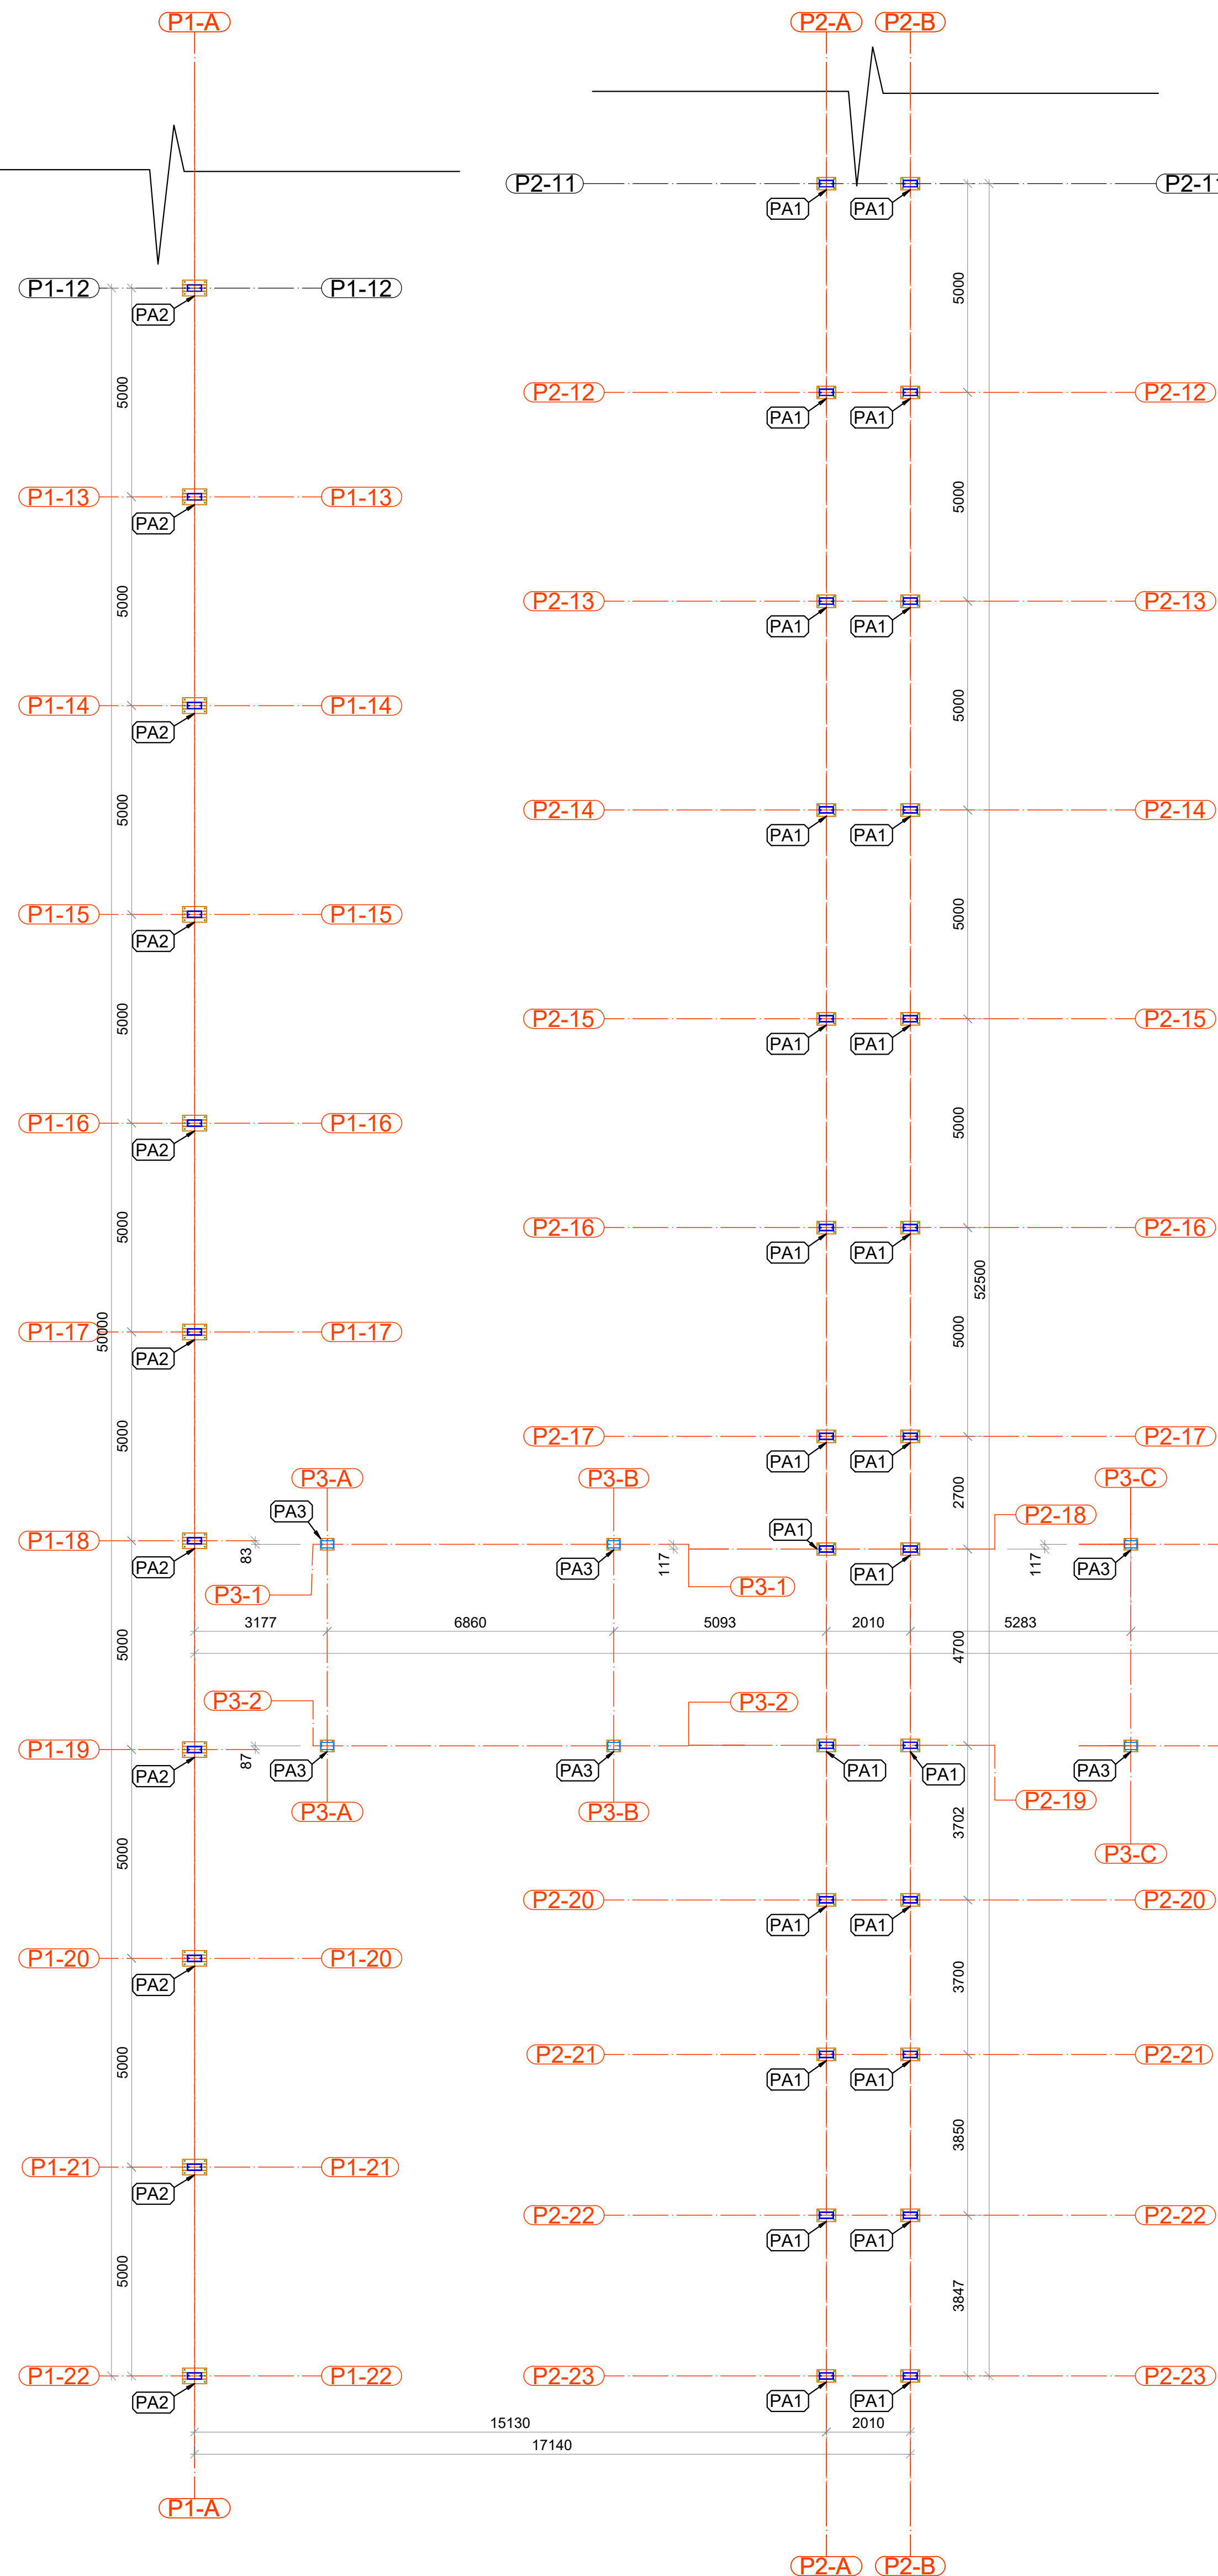 P1-A P2-A P2-B
P2-11 P2-11
PA1 PA1
5000
P1-12 P1-12
PA2
5000
P2-12 P2-12
PA1 PA1
5000
P1-13 P1-13
PA2
5000
P2-13 P2-13
PA1 PA1
5000
P1-14 P1-14
PA2
5000
P2-14 P2-14
PA1 PA1
5000
P1-15 P1-15
PA2
5000
P2-15 P2-15
PA1 PA1
5000
P1-16 P1-16
PA2
5000
P2-16 P2-16
PA1 PA1
52500
5000
P1-17 P1-17
50000
PA2
5000
P2-17 P2-17
PA1 PA1
P3-A P3-B P3-C
2700
PA3 P2-18
PA1
P1-18
83
117
117
PA2 PA3 PA1 PA3
P3-1 P3-1
3177 6860 5093 2010 5283
5000
4700
P3-2 P3-2
P1-19
87
PA2 PA3 PA3 PA1 PA1 PA3
P3-A P3-B P2-19
3702
5000
P3-C
P2-20 P2-20
PA1 PA1
P1-20 P1-20
PA2
3700
P2-21 P2-21
5000
PA1 PA1
P1-21 P1-21
PA2
3850
P2-22 P2-22
PA1 PA1
5000
3847
P1-22 P1-22 P2-23 P2-23
PA2 PA1 PA1
15130 2010
17140
P1-A
P2-A P2-B